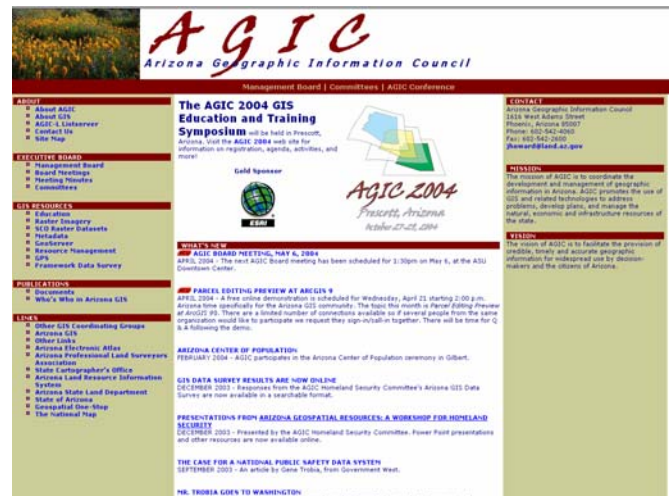 AGIC
Arizona Geographic Information Council
Management Board | Committees | AGIC Conference
ABOUT
About AGIC
About GIS
AGIC-L Listserver
Contact Us
Site Map
EXECUTIVE BOARD
Management Board
Board Meetings
Meeting Minutes
Committees
GIS RESOURCES
Education
Raster Imagery
SCO Raster Datasets
Metadata
GeoServer
Resource Management
GPS
Framework Data Survey
PUBLICATIONS
Documents
Who's Who in Arizona GIS
LINKS
Other GIS Coordinating Groups
Arizona GIS
Other Links
Arizona Electronic Atlas
Arizona Professional Land Surveyors
Association
State Cartographer's Office
Arizona Land Resource Information
System
Arizona State Land Department
State of Arizona
Geospatial One-Stop
The National Map
The AGIC 2004 GIS
Education and Training
Symposium will be held in Prescott,
Arizona. Visit the AGIC 2004 web site for
information on registration, agenda, activities, and
more!
Gold Sponsor
ESRI
AGIC 2004
Prescott, Arizona
October 27-29, 2004
WHAT'S NEW
AGIC BOARD MEETING, MAY 6, 2004
APRIL 2004 - The next AGIC Board meeting has been scheduled for 1:30pm on May 6, at the ASU
Downtown Center.
PARCEL EDITING PREVIEW AT ARCGIS 9
APRIL 2004 - A free online demonstration is scheduled for Wednesday, April 21 starting 2:00 p.m.
Arizona time specifically for the Arizona GIS community. The topic this month is Parcel Editing Preview
at ArcGIS 9. There are a limited number of connections available so if several people from the same
organization would like to participate we request they sign-in/call-in together. There will be time for Q
& A following the demo.
ARIZONA CENTER OF POPULATION
FEBRUARY 2004 - AGIC participates in the Arizona Center of Population ceremony in Gilbert.
GIS DATA SURVEY RESULTS ARE NOW ONLINE
DECEMBER 2003 - Responses from the AGIC Homeland Security Committee's Arizona GIS Data
Survey are now available in a searchable format.
PRESENTATIONS FROM ARIZONA GEOSPATIAL RESOURCES: A WORKSHOP FOR HOMELAND
SECURITY
DECEMBER 2003 - Presented by the AGIC Homeland Security Committee. Power Point presentations
and other resources are now available online.
THE CASE FOR A NATIONAL PUBLIC SAFETY DATA SYSTEM
SEPTEMBER 2003 - An article by Gene Trobia, from Government West.
MR. TROBIA GOES TO WASHINGTON
CONTACT
Arizona Geographic Information Council
1616 West Adams Street
Phoenix, Arizona 85007
Phone: 602-542-4060
Fax: 602-542-2600
jhoward@land.az.gov
MISSION
The mission of AGIC is to coordinate the
development and management of geographic
information in Arizona. AGIC promotes the use of
GIS and related technologies to address
problems, develop plans, and manage the
natural, economic and infrastructure resources of
the state.
VISION
The vision of AGIC is to facilitate the provision of
credible, timely and accurate geographic
information for widespread use by decision-
makers and the citizens of Arizona.